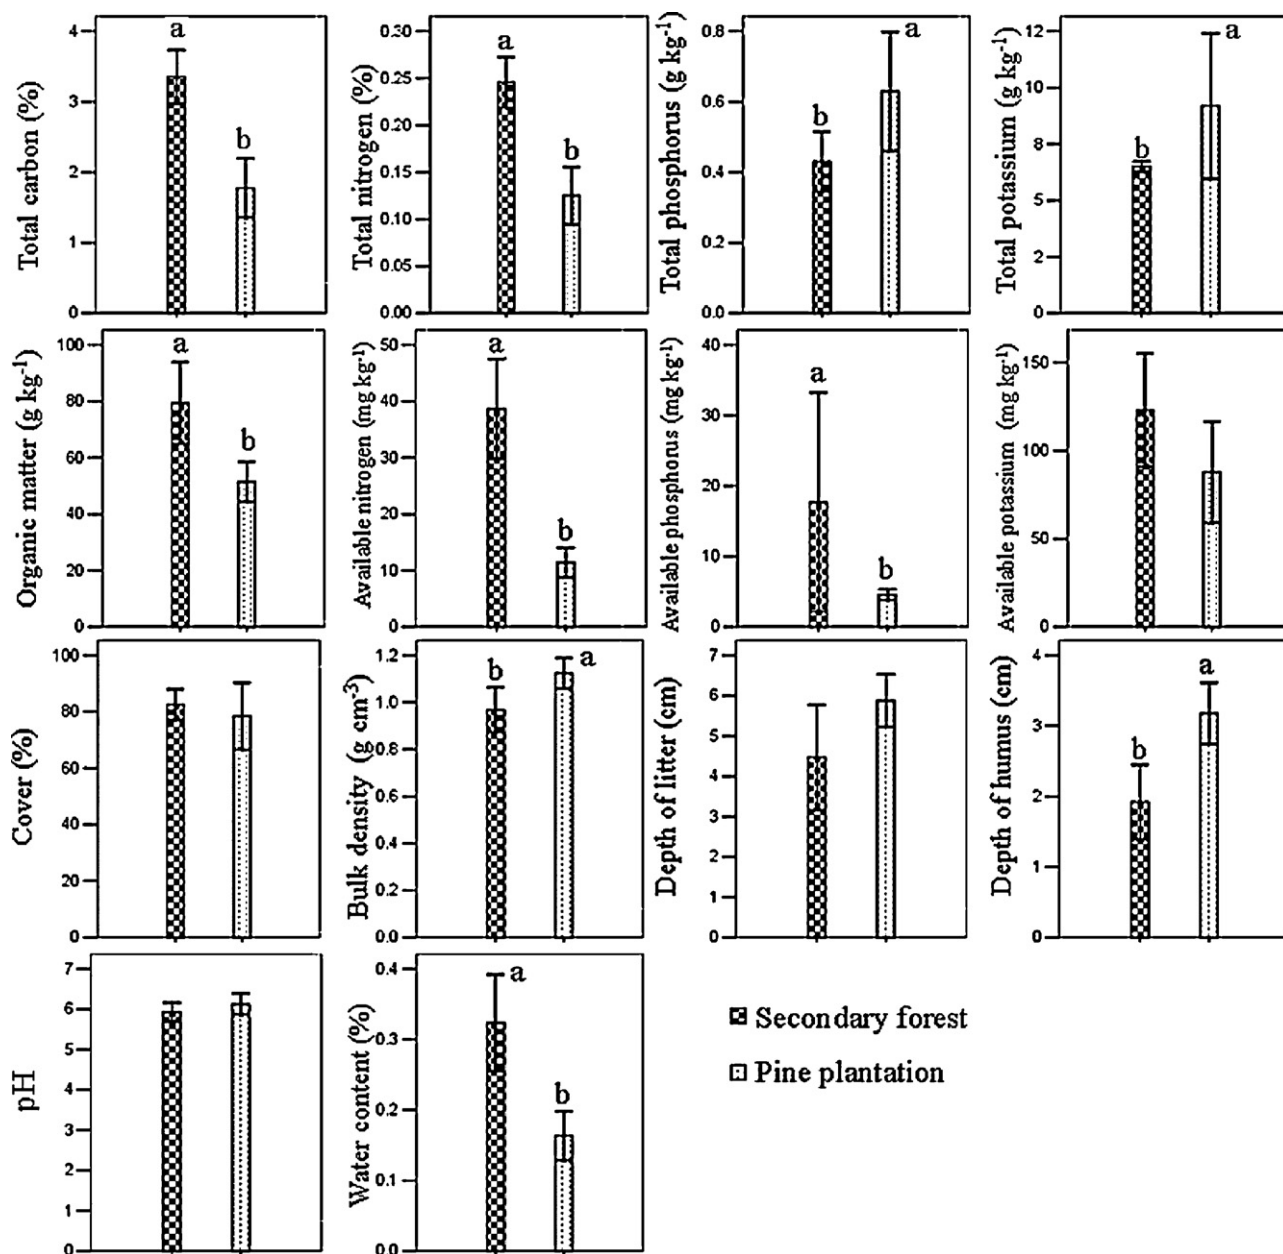 Total carbon (%)
4
3
2
1
0
a
b
Total nitrogen (%)
0.30
0.25
0.20
0.15
0.10
0.05
0.00
a
b
Total phosphorus (g kg⁻¹)
0.8
0.6
0.4
0.2
0.0
b
a
Total potassium (g kg⁻¹)
12
10
8
5
2
0
b
a
Organic matter (g kg⁻¹)
100
80
60
40
20
0
a
b
Available nitrogen (mg kg⁻¹)
50
40
30
20
10
0
a
b
Available phosphorus (mg kg⁻¹)
40
30
20
10
0
a
b
Available potassium (mg kg⁻¹)
150
100
50
0
Cover (%)
100
80
60
40
20
0
Bulk density (g cm⁻³)
1.2
1.0
0.8
0.6
0.4
0.2
0.0
b
a
Depth of litter (cm)
7
6
5
4
3
2
1
0
Depth of humus (cm)
4
3
2
1
0
b
a
pH
7
6
5
4
3
2
1
0
Water content (%)
0.4
0.3
0.2
0.1
0.0
a
b
Secondary forest
Pine plantation